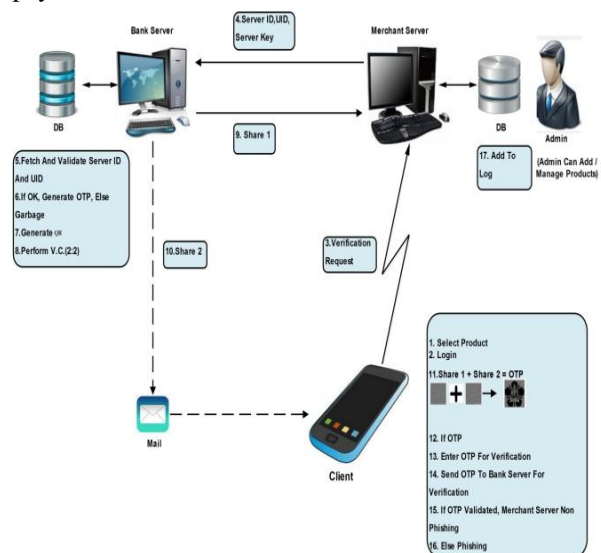 Bank Server
4.Server ID,UID,
Server Key
Merchant Server
DB
9. Share 1
DB
Admin
(Admin Can Add /
Manage Products)
17. Add To
Log
5.Fetch And Validate Server ID
And UID
6.If OK, Generate OTP, Else
Garbage
7.Generate QR
8.Perform V.C.(2:2)
10.Share 2
3.Verification
Request
Mail
Client
1. Select Product
2. Login
11.Share 1 + Share 2 = OTP
12. If OTP
13. Enter OTP For Verification
14. Send OTP To Bank Server For
Verification
15. If OTP Validated, Merchant Server Non
Phishing
16. Else Phishing